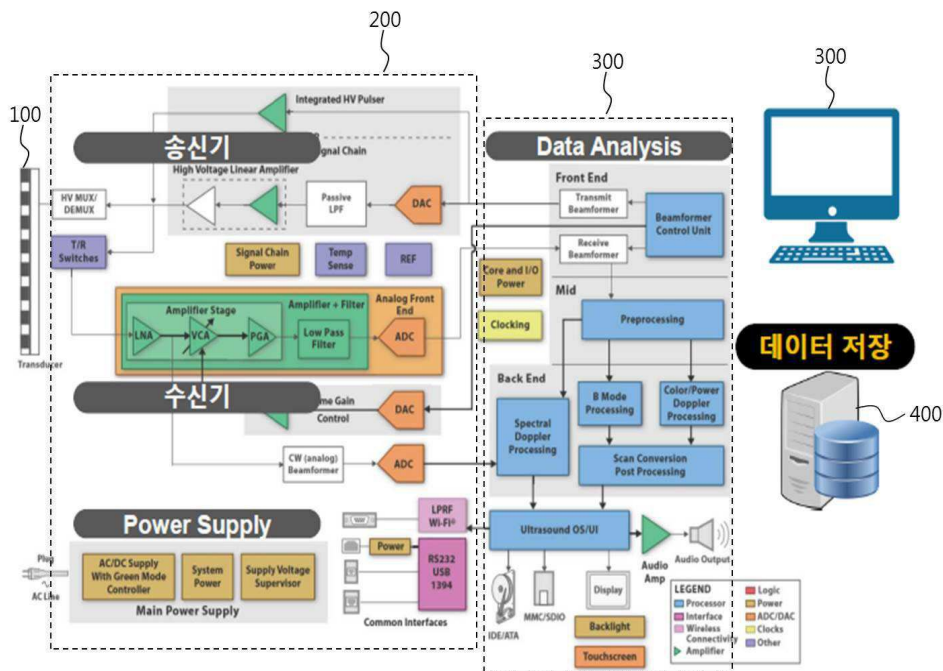 200
300
300
100
Integrated HV Pulser
송신기
Signal Chain
High Voltage Linear Amplifier
HV MUX/
DEMUX
Passive
LPF
DAC
T/R
Switches
Signal Chain
Power
Temp
Sense
REF
Amplifier + Filter
Analog Front
End
Amplifier Stage
LNA
VCA
PGA
Low Pass
Filter
ADC
Transducer
수신기
Gain
Control
DAC
CW (analog)
Beamformer
ADC
Data Analysis
Front End
Transmit
Beamformer
Beamformer
Control Unit
Receive
Beamformer
Core and I/O
Power
Mid
Clocking
Preprocessing
Back End
B Mode
Processing
Color/Power
Doppler
Processing
Spectral
Doppler
Processing
Scan Conversion
Post Processing
데이터 저장
400
Power Supply
Plug
AC Line
AC/DC Supply
With Green Mode
Controller
System
Power
Supply Voltage
Supervisor
Main Power Supply
LPRF
Wi-Fi®
Power
RS232
USB
1394
Common Interfaces
Ultrasound OS/UI
Audio
Amp
Audio Output
IDE/ATA
MMC/SDIO
Display
Backlight
Touchscreen
LEGEND
Processor
Interface
Wireless
Connectivity
Amplifier
Logic
Power
ADC/DAC
Clocks
Other